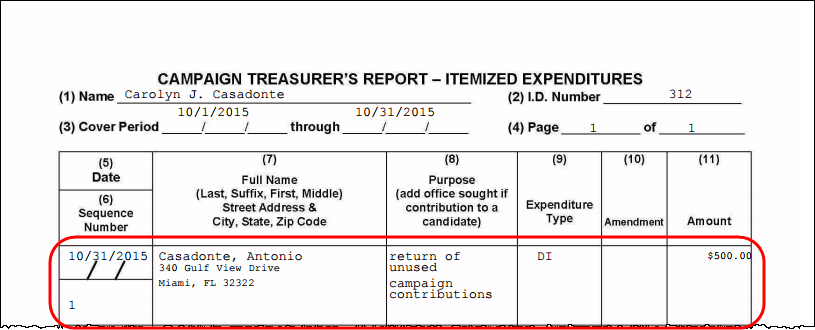 CAMPAIGN TREASURER'S REPORT – ITEMIZED EXPENDITURES
(1) Name Carolyn J. Casadonte (2) I.D. Number 312
(3) Cover Period 10/1/2015 through 10/31/2015 (4) Page 1 of 1
(5)
Date
(6)
Sequence
Number
(7)
Full Name
(Last, Suffix, First, Middle)
Street Address &
City, State, Zip Code
(8)
Purpose
(add office sought if
contribution to a
candidate)
(9)
Expenditure
Type
(10)
Amendment
(11)
Amount
10/31/2015
1
Casadonte, Antonio
340 Gulf View Drive
Miami, FL 32322
return of
unused
campaign
contributions
DI
$500.00